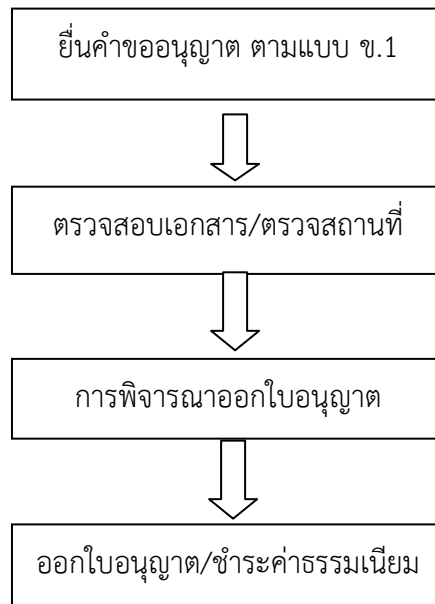 ยื่นคำขออนุญาต ตามแบบ ข.1
ตรวจสอบเอกสาร/ตรวจสถานที่
การพิจารณาออกใบอนุญาต
ออกใบอนุญาต/ชำระค่าธรรมเนียม